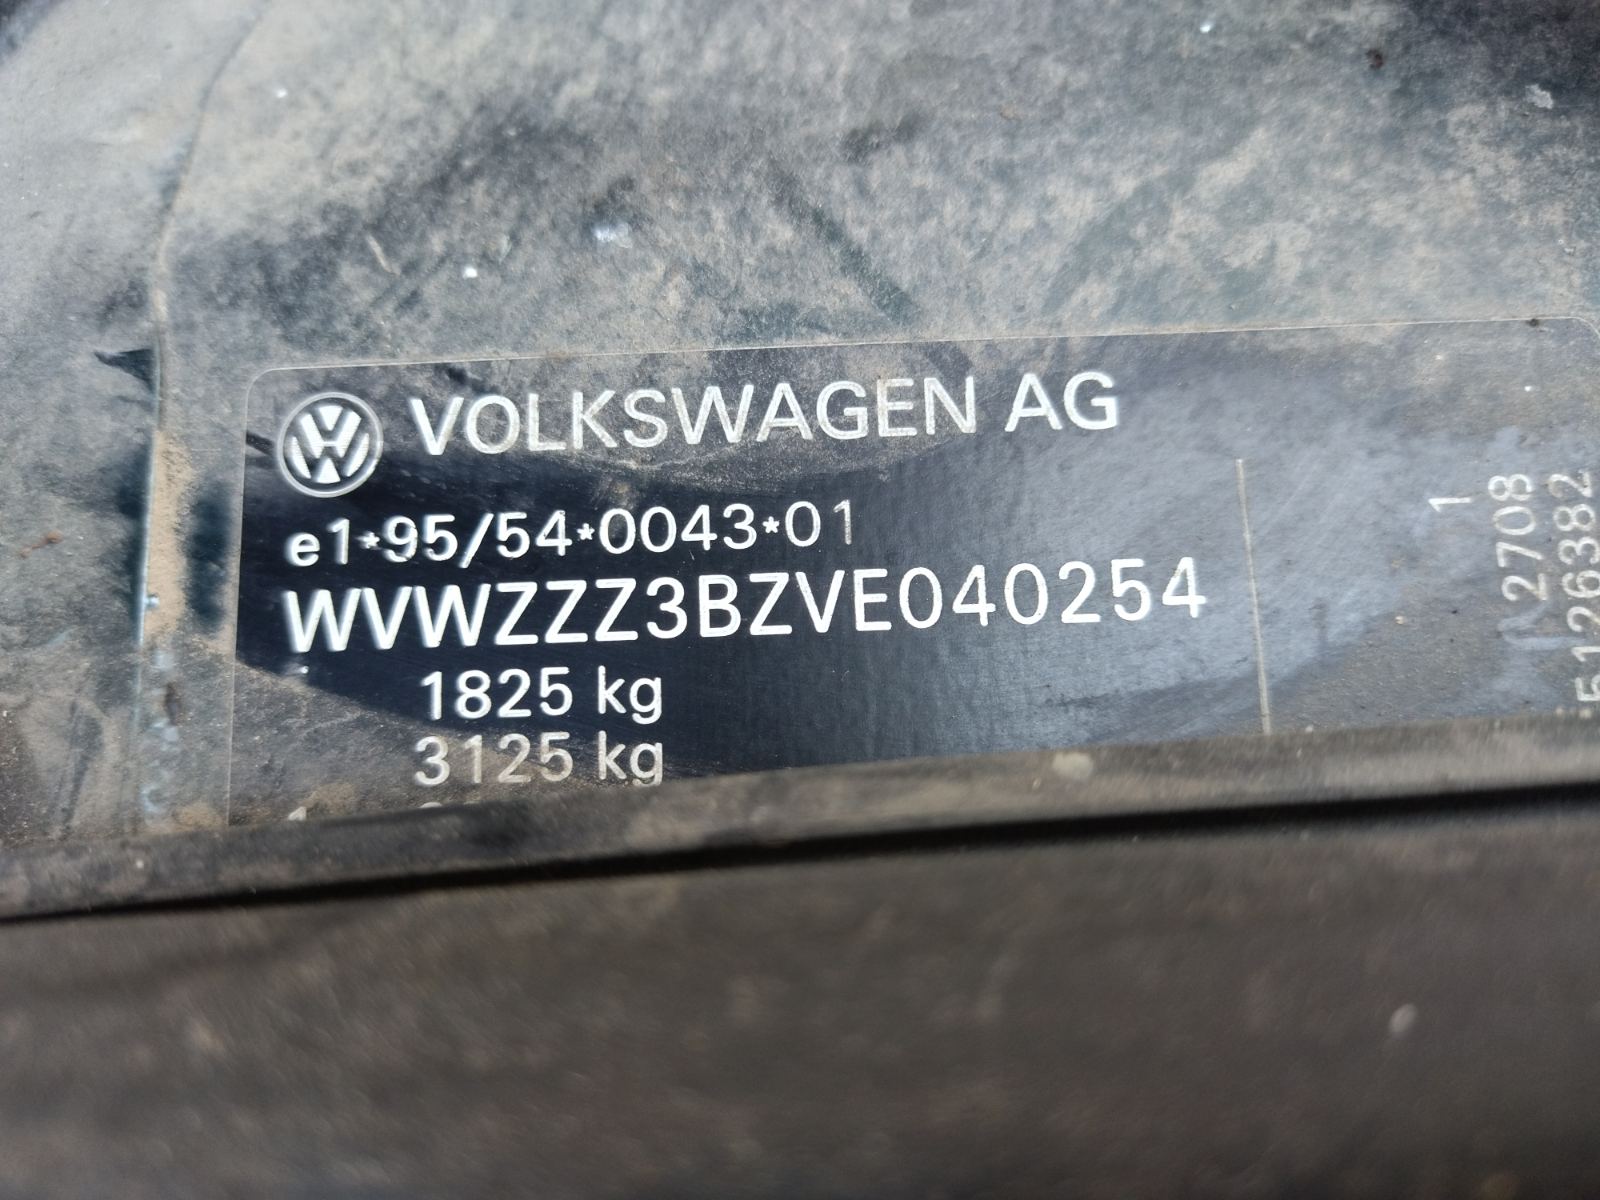 VOLKSWAGEN AG
e1*95/54*0043*01
WVWZZZ3BZVE040254
1825 kg
3125 kg
1
2708
5126382